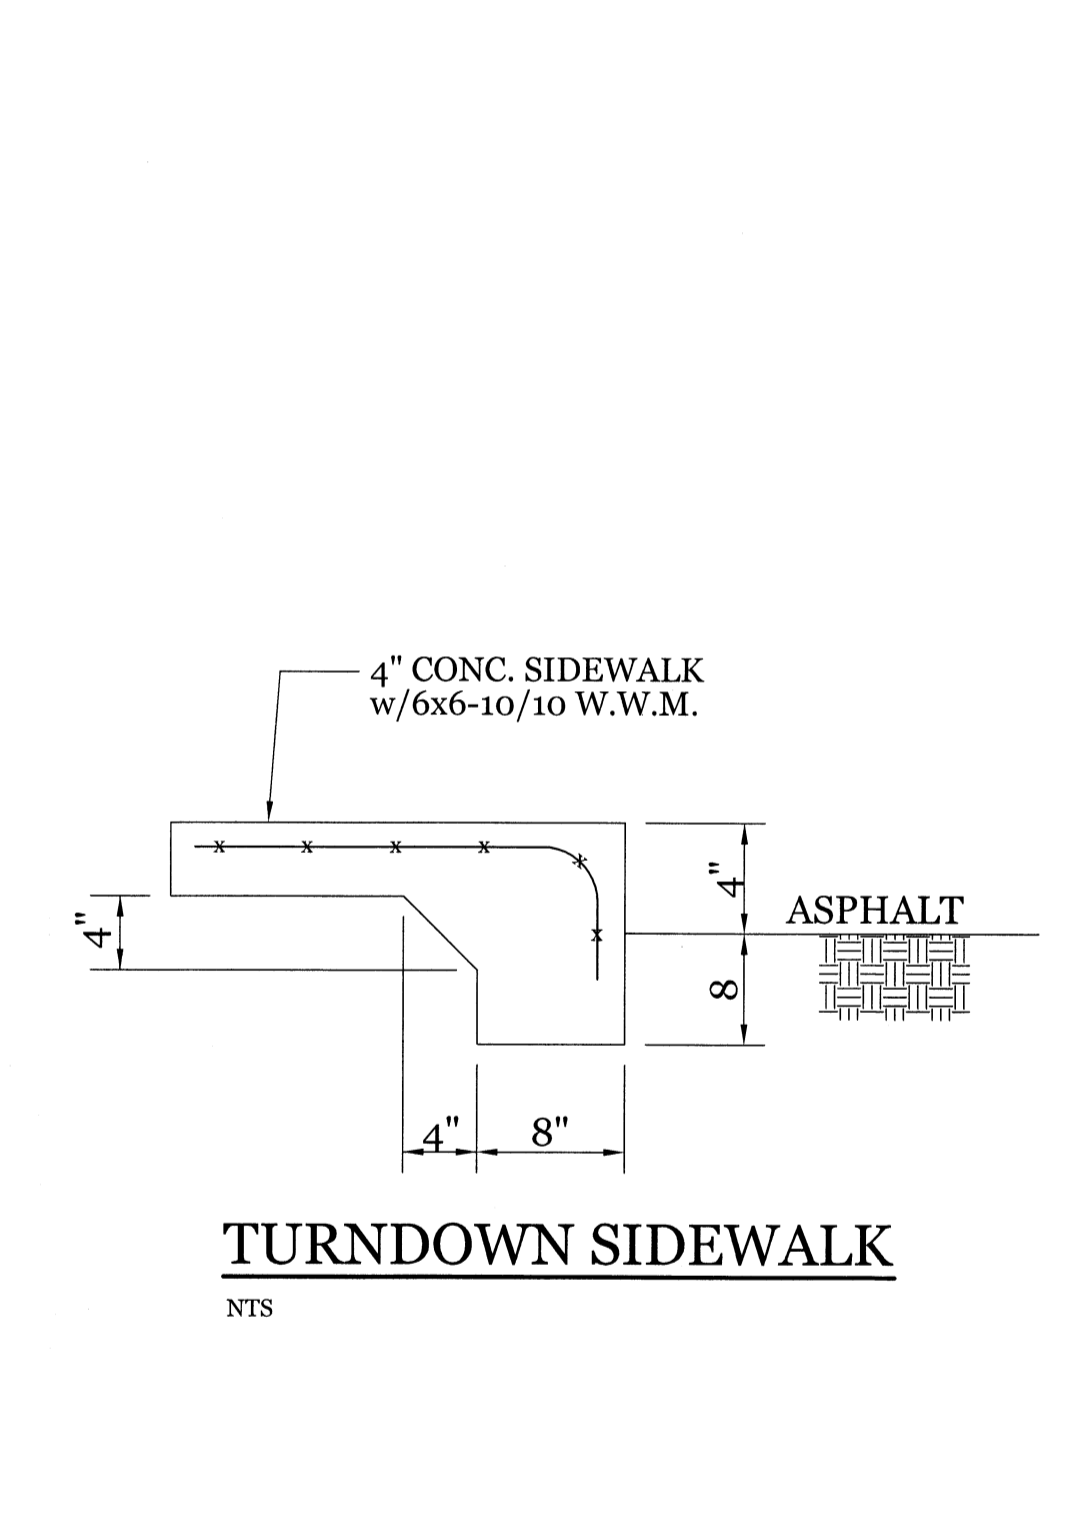 4" CONC. SIDEWALK
w/6x6-10/10 W.W.M.
4"
ASPHALT
4"
8
4"
8"
TURNDOWN SIDEWALK
NTS